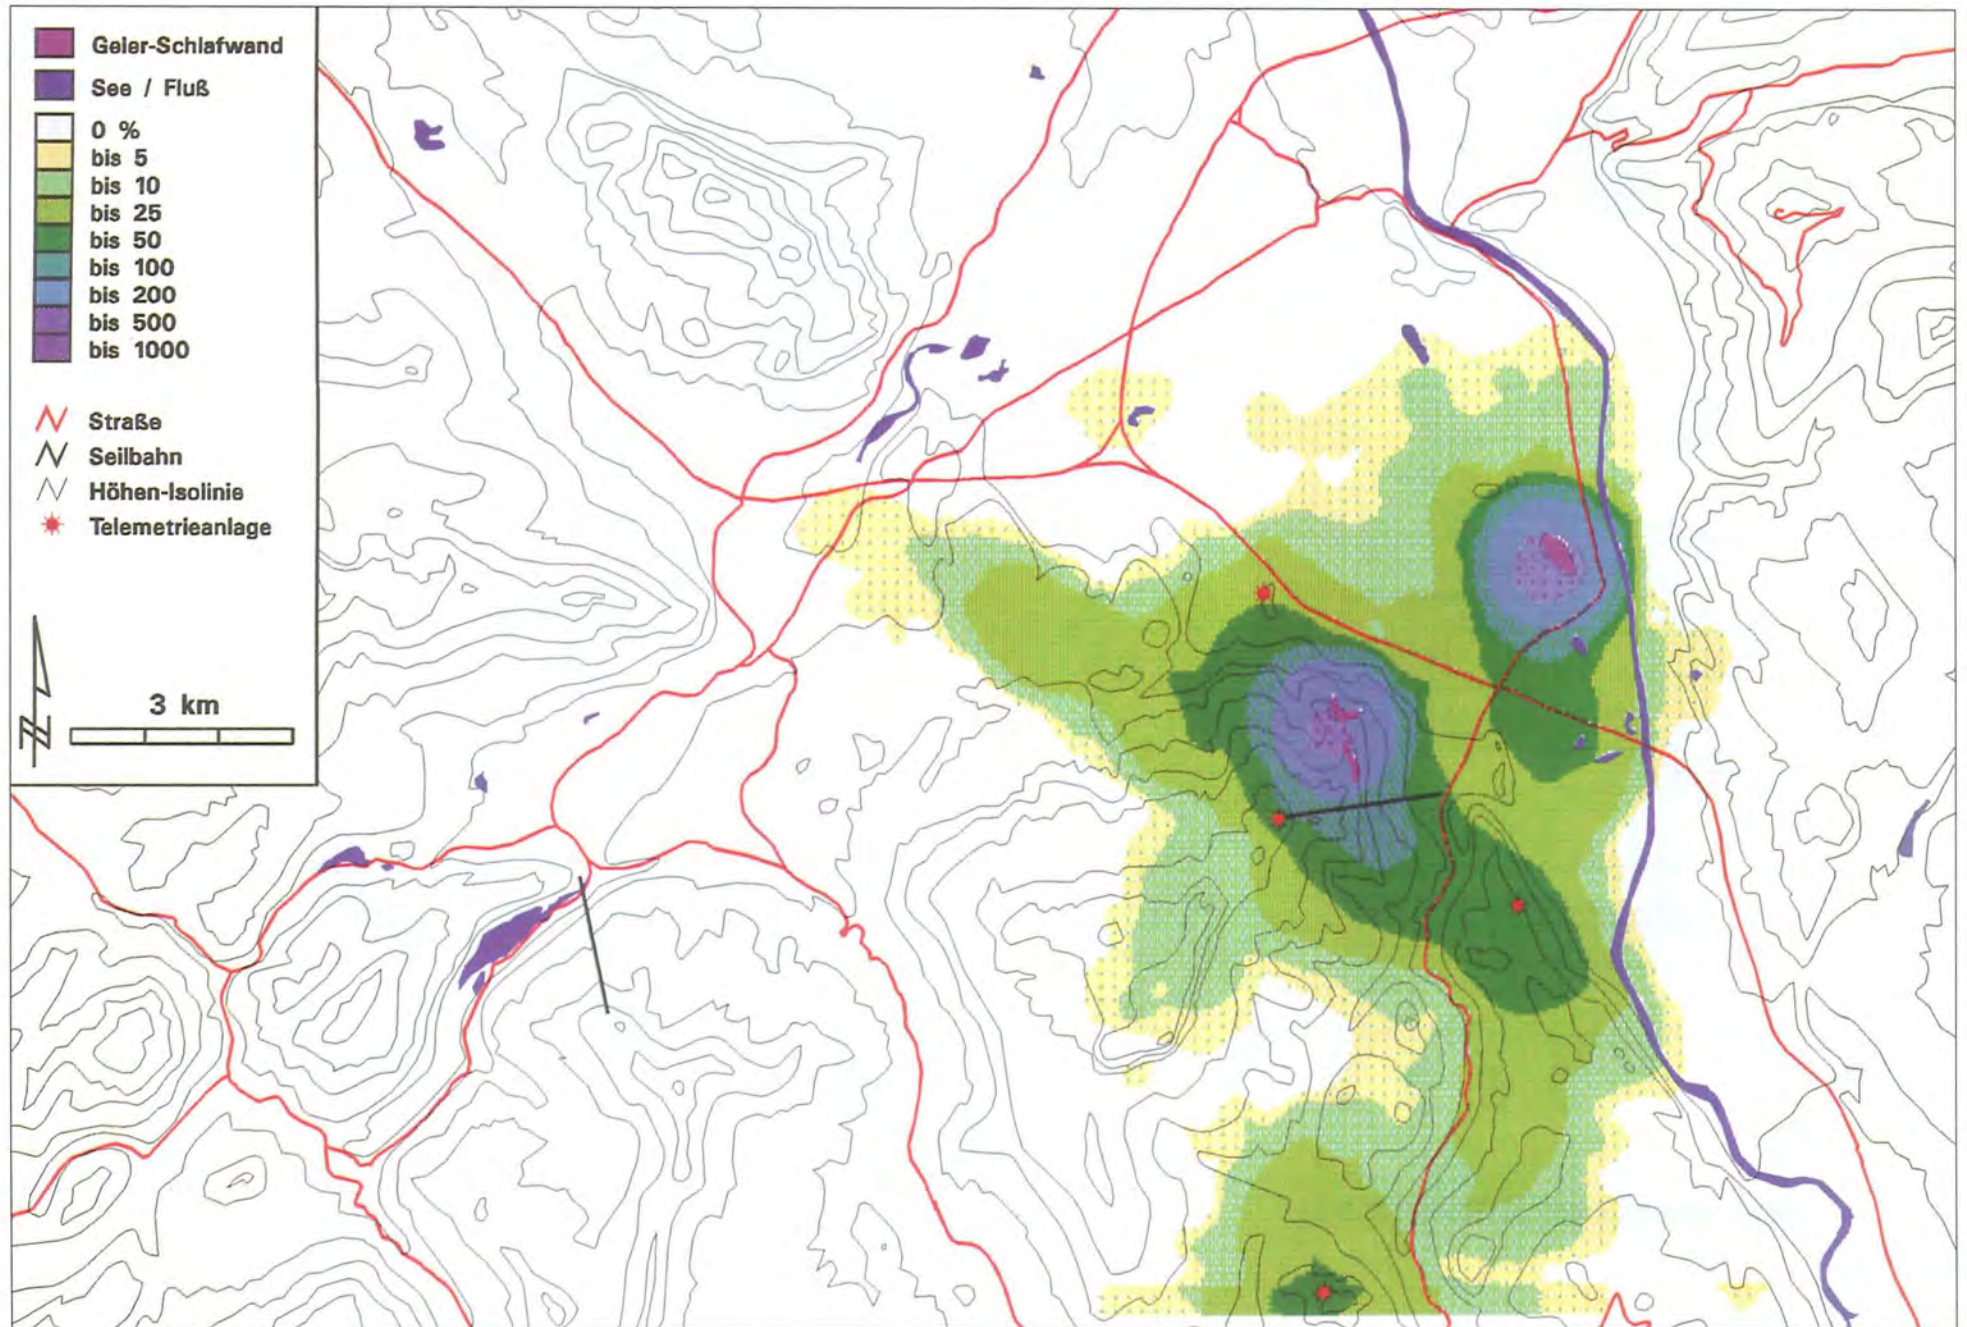 Geier-Schlafwand
See / Fluß
0 %
bis 5
bis 10
bis 25
bis 50
bis 100
bis 200
bis 500
bis 1000
Straße
Seilbahn
Höhen-Isolinie
Telemetrieanlage
N
3 km